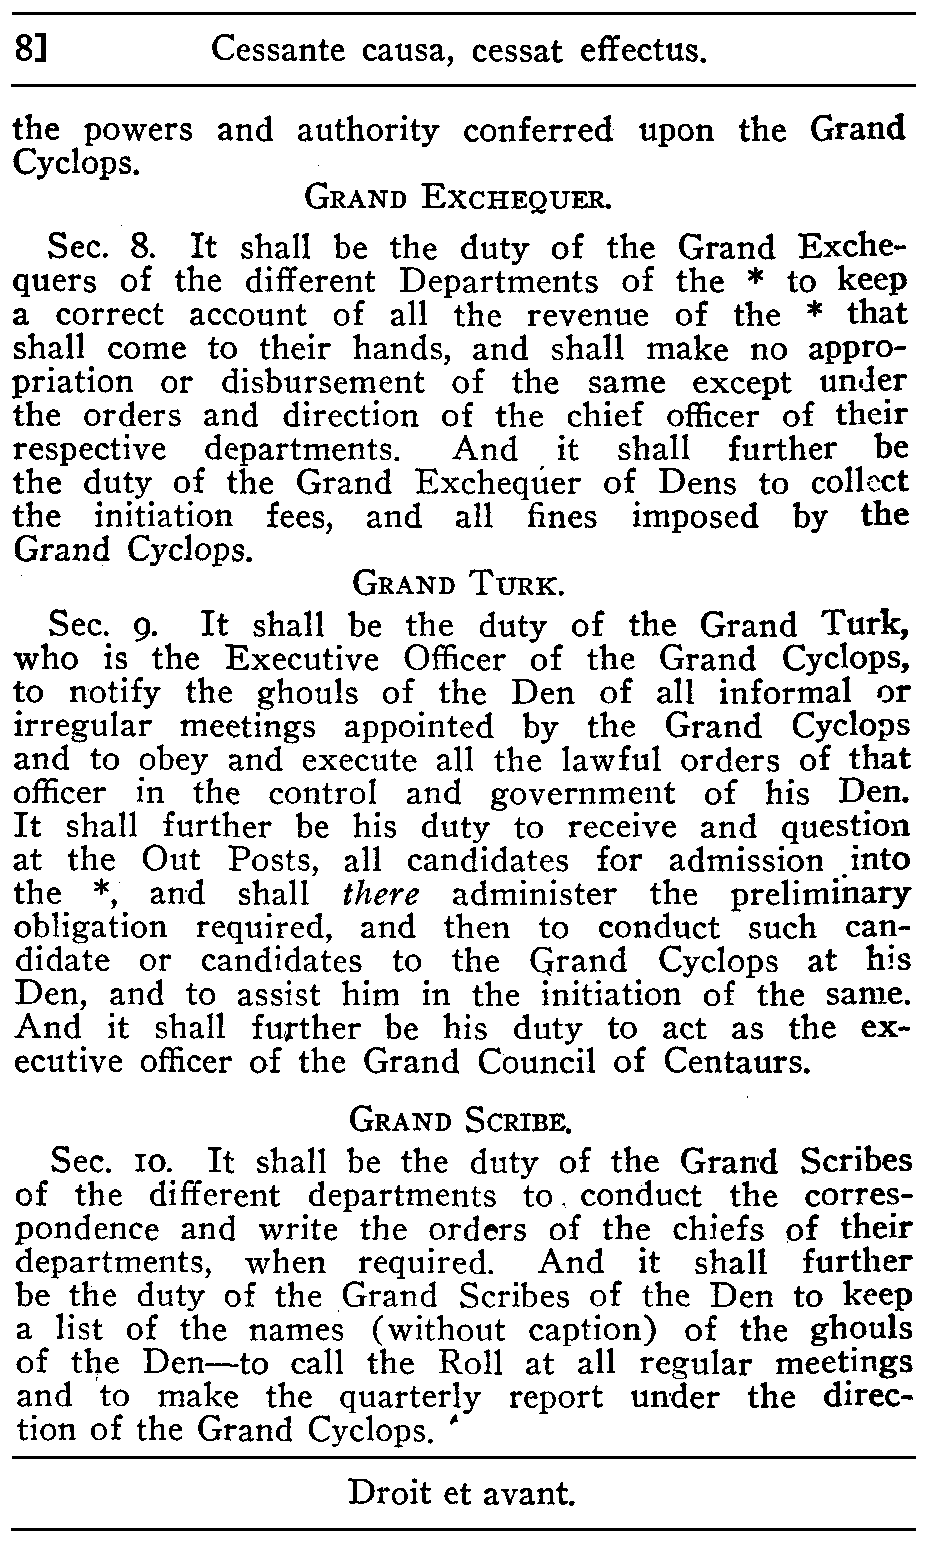 8] Cessante causa, cessat effectus.
the powers and authority conferred upon the Grand
Cyclops.
GRAND EXCHEQUER.
Sec. 8. It shall be the duty of the Grand Exche-
quers of the different Departments of the * to keep
a correct account of all the revenue of the * that
shall come to their hands, and shall make no appro-
priation or disbursement of the same except under
the orders and direction of the chief officer of their
respective departments. And it shall further be
the duty of the Grand Exchequer of Dens to collect
the initiation fees, and all fines imposed by the
Grand Cyclops.
GRAND TURK.
Sec. 9. It shall be the duty of the Grand Turk,
who is the Executive Officer of the Grand Cyclops,
to notify the ghouls of the Den of all informal or
irregular meetings appointed by the Grand Cyclops
and to obey and execute all the lawful orders of that
officer in the control and government of his Den.
It shall further be his duty to receive and question
at the Out Posts, all candidates for admission into
the *, and shall there administer the preliminary
obligation required, and then to conduct such can-
didate or candidates to the Grand Cyclops at his
Den, and to assist him in the initiation of the same.
And it shall further be his duty to act as the ex-
ecutive officer of the Grand Council of Centaurs.
GRAND SCRIBE.
Sec. 10. It shall be the duty of the Grand Scribes
of the different departments to conduct the corres-
pondence and write the orders of the chiefs of their
departments, when required. And it shall further
be the duty of the Grand Scribes of the Den to keep
a list of the names (without caption) of the ghouls
of the Den—to call the Roll at all regular meetings
and to make the quarterly report under the direc-
tion of the Grand Cyclops.
Droit et avant.